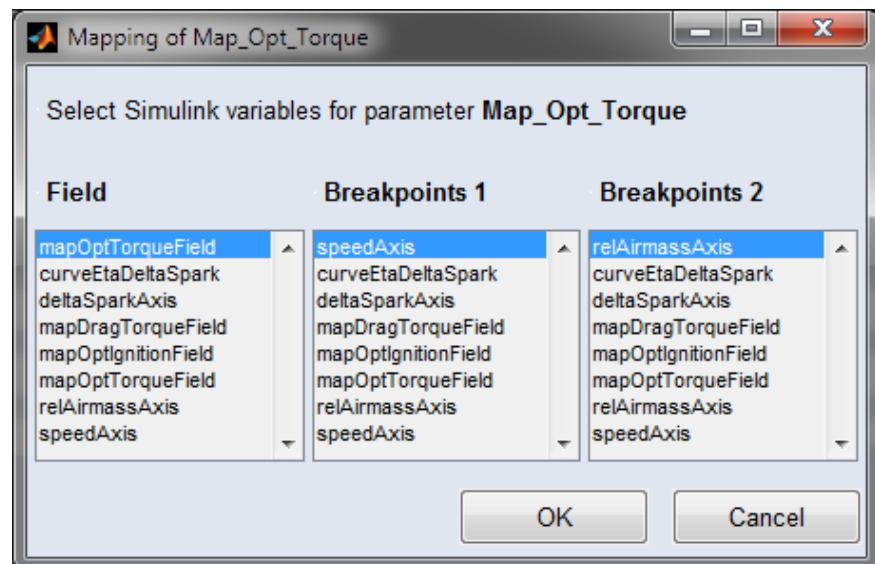 Mapping of Map_Opt_Torque
Select Simulink variables for parameter Map_Opt_Torque
Field
mapOptTorqueField
curveEtaDeltaSpark
deltaSparkAxis
mapDragTorqueField
mapOptIgnitionField
mapOptTorqueField
relAirmassAxis
speedAxis
Breakpoints 1
speedAxis
curveEtaDeltaSpark
deltaSparkAxis
mapDragTorqueField
mapOptIgnitionField
mapOptTorqueField
relAirmassAxis
speedAxis
Breakpoints 2
relAirmassAxis
curveEtaDeltaSpark
deltaSparkAxis
mapDragTorqueField
mapOptIgnitionField
mapOptTorqueField
relAirmassAxis
speedAxis
OK
Cancel